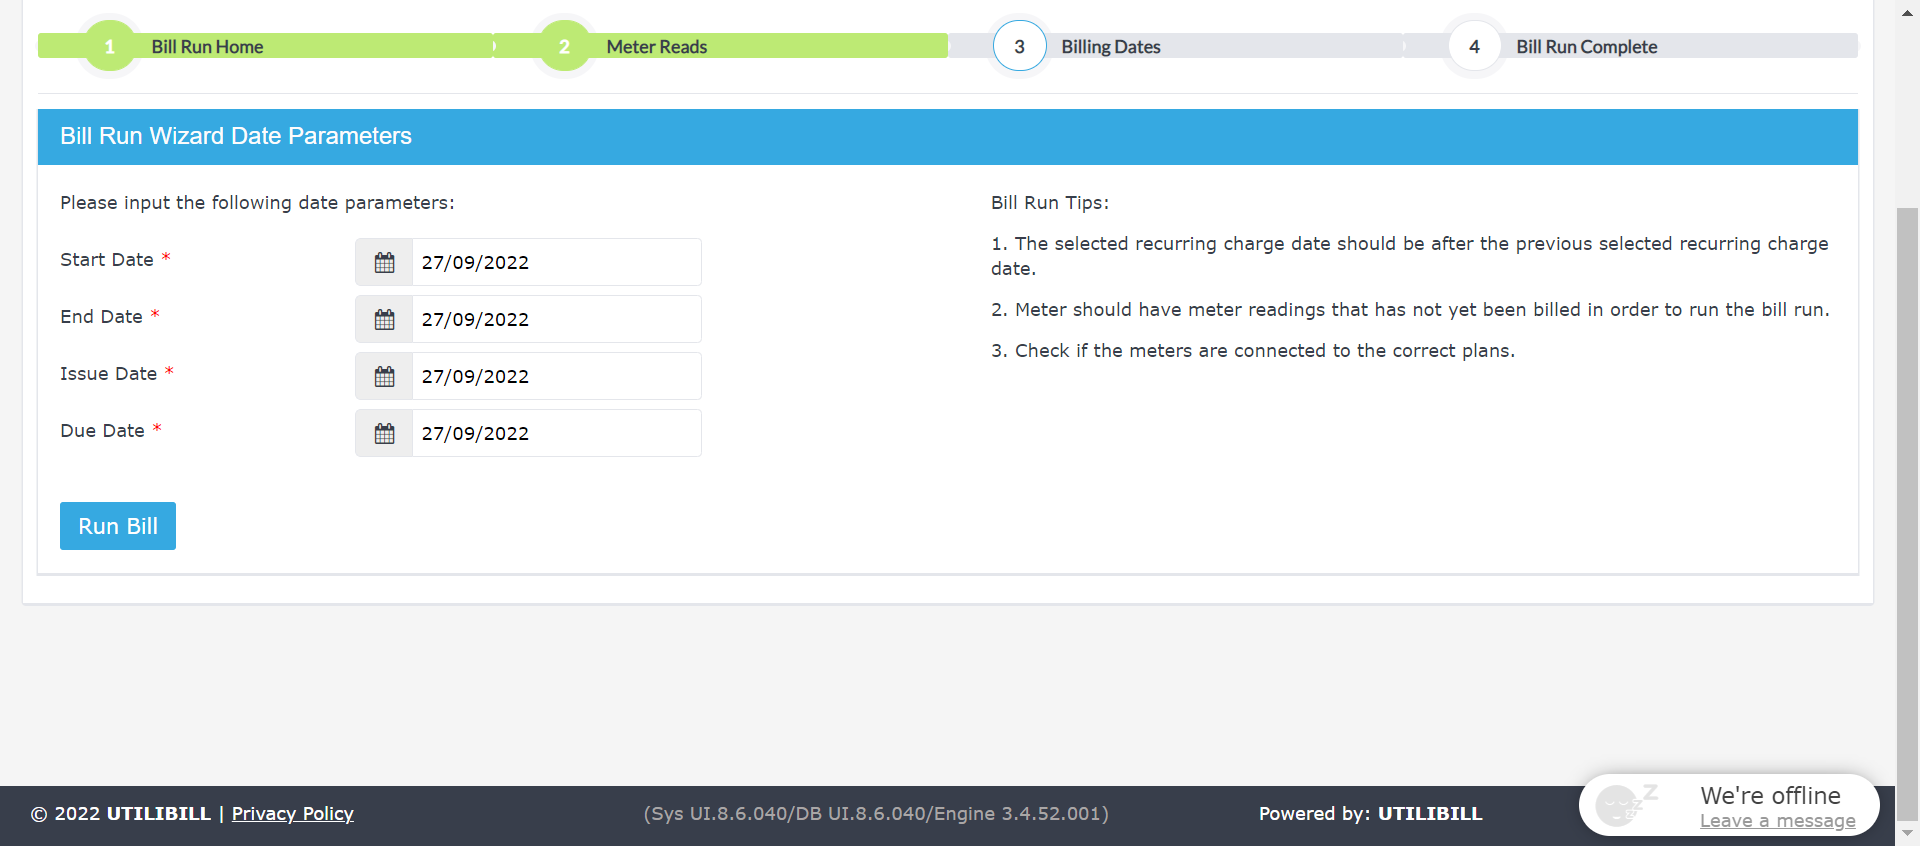 1 Bill Run Home 2 Meter Reads 3 Billing Dates 4 Bill Run Complete
Bill Run Wizard Date Parameters
Please input the following date parameters:
Start Date * 27/09/2022
End Date * 27/09/2022
Issue Date * 27/09/2022
Due Date * 27/09/2022
Run Bill
Bill Run Tips:
1. The selected recurring charge date should be after the previous selected recurring charge
date.
2. Meter should have meter readings that has not yet been billed in order to run the bill run.
3. Check if the meters are connected to the correct plans.
© 2022 UTILIBILL | Privacy Policy (Sys UI.8.6.040/DB UI.8.6.040/Engine 3.4.52.001) Powered by: UTILIBILL
z z z
We're offline
Leave a message